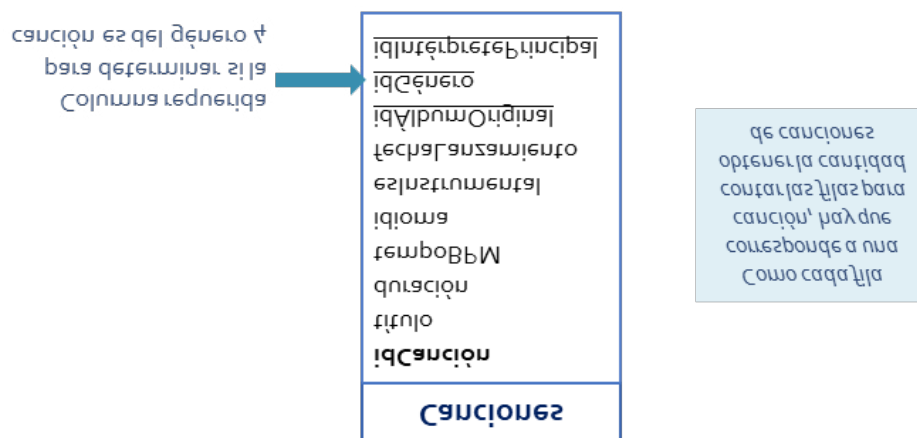 Canciones
idCanción
título
duración
tempoBPM
idioma
esInstrumental
fechaLanzamiento
idÁlbumOriginal
idGénero
idIntérpretePrincipal
Columna requerida
para determinar si la
canción es del género 4
Como cada fila
corresponde a una
canción, hay que
contar las filas para
obtener la cantidad
de canciones